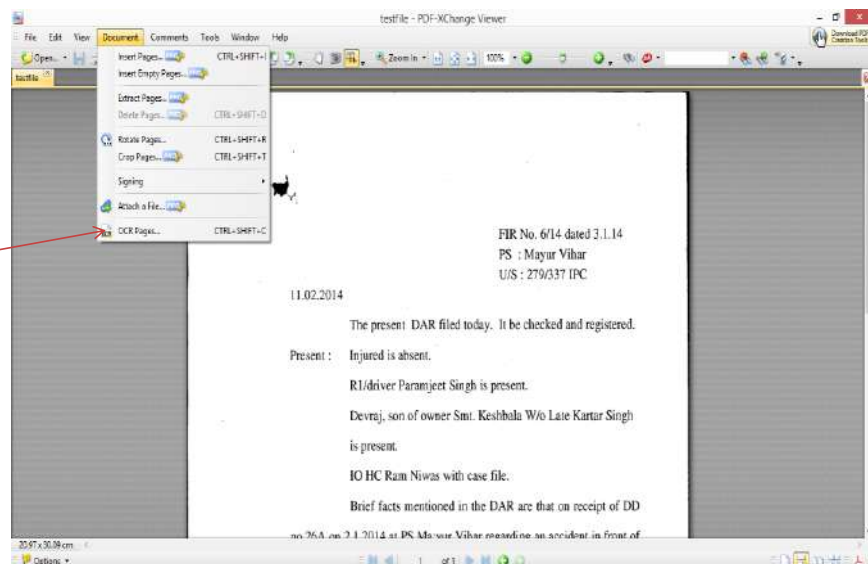 testfile - PDF-XChange Viewer
File Edit View Document Comments Tools Window Help
Open...
Zoom In
100%
testfile
Insert Pages... CTRL+SHIFT+I
Insert Empty Pages...
Extract Pages...
Delete Pages... CTRL+SHIFT+D
Rotate Pages... CTRL+SHIFT+R
Crop Pages... CTRL+SHIFT+T
Signing
Attach a File...
OCR Pages... CTRL+SHIFT+C
FIR No. 6/14 dated 3.1.14
PS : Mayur Vihar
U/S : 279/337 IPC
11.02.2014
The present DAR filed today. It be checked and registered.
Present : Injured is absent.
R1/driver Paramjeet Singh is present.
Devraj, son of owner Smt. Keshbala W/o Late Kartar Singh
is present.
IO HC Ram Niwas with case file.
Brief facts mentioned in the DAR are that on receipt of DD
no 26A on 2.1.2014 at PS Mayur Vihar regarding an accident in front of
20.97 x 30.09 cm
Options
1 of 1